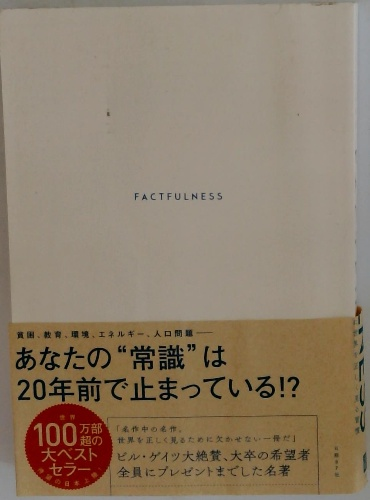 FACTFULNESS
貧困、教育、環境、エネルギー、人口問題——
あなたの“常識”は
20年前で止まっている!?
世界
100万部
超の
大ベスト
セラー
「名作中の名作。
世界を正しく見るために欠かせない一冊だ」
ビル・ゲイツ大絶賛、大卒の希望者
全員にプレゼントまでした名著